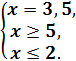 x = 3, 5,
x ≥ 5,
x ≤ 2.